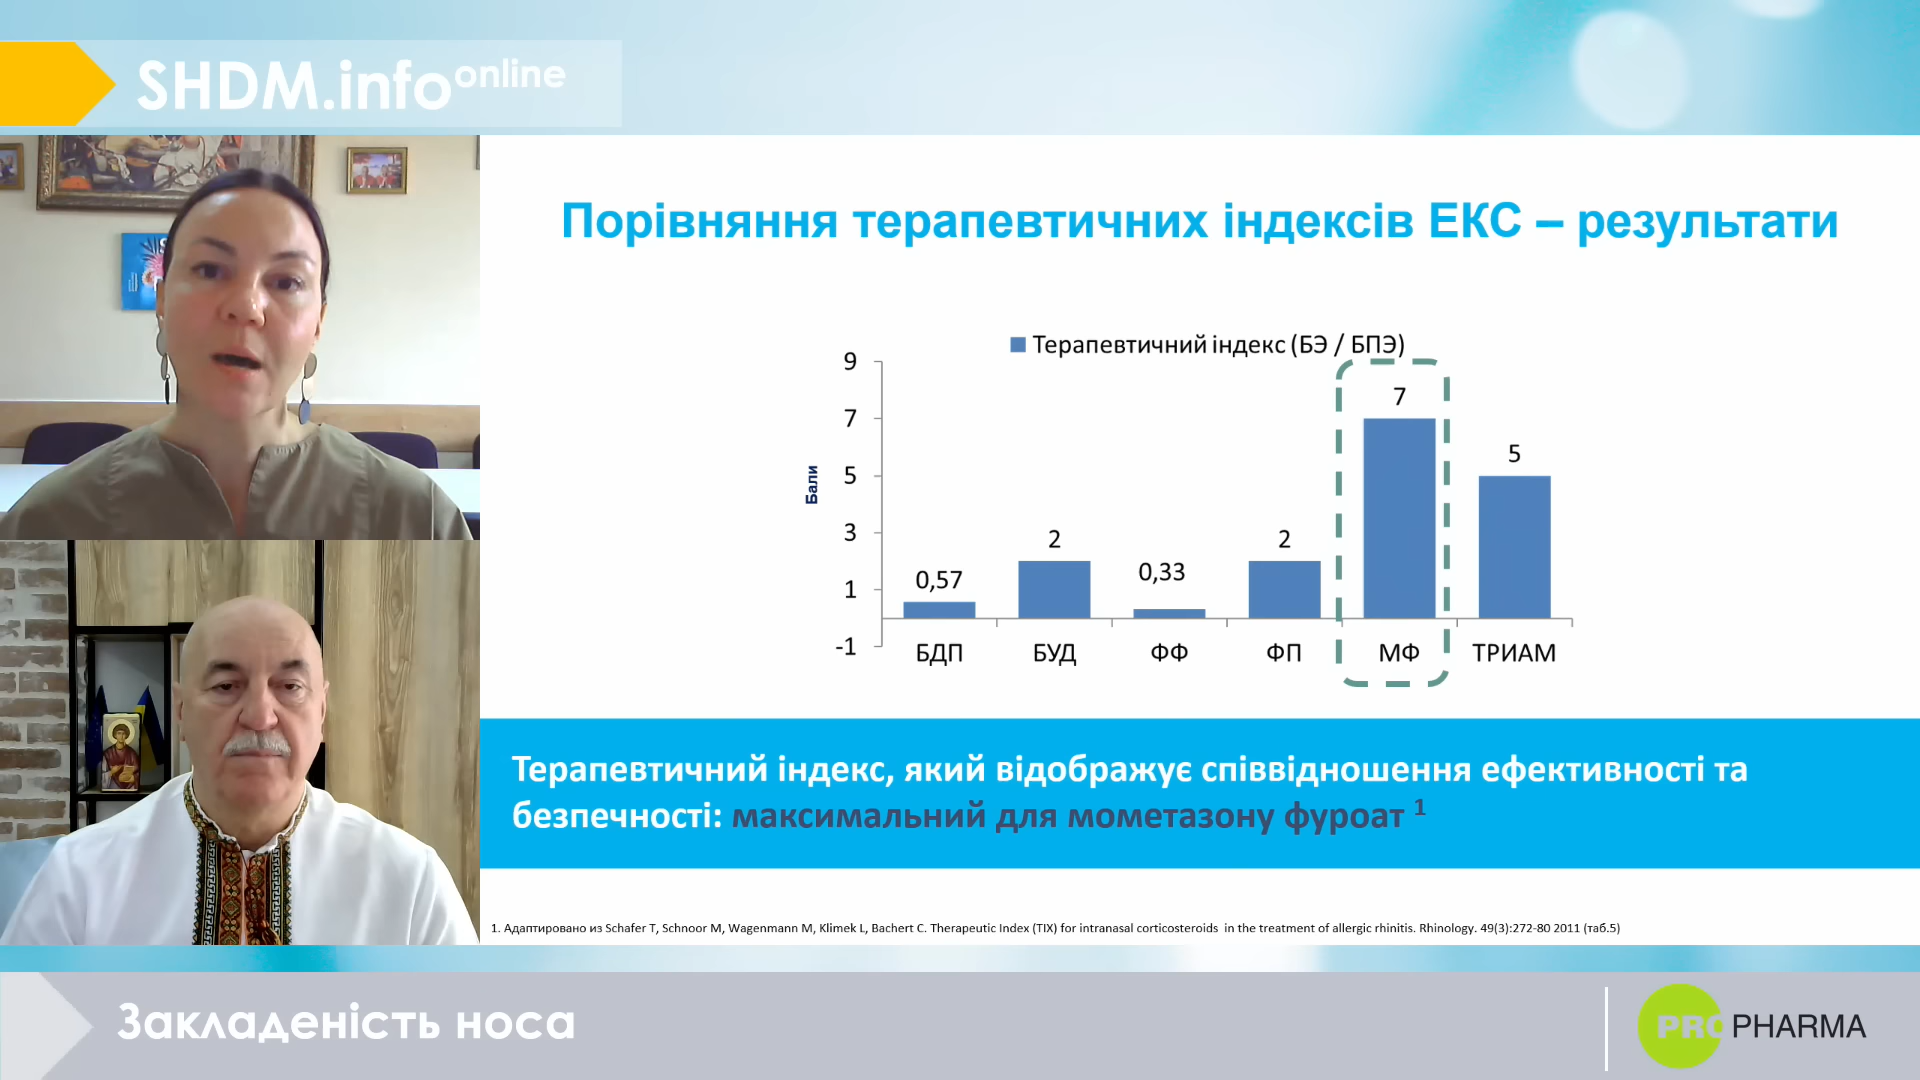 SHDM.info online
Порівняння терапевтичних індексів ЕКС – результати
Терапевтичний індекс (БЭ / БПЭ)
Бали
9
7
5
3
1
-1
0,57
2
0,33
2
7
5
БДП
БУД
ФФ
ФП
МФ
ТРИАМ
Терапевтичний індекс, який відображує співвідношення ефективності та
безпечності: максимальний для мометазону фуроат 1
1. Адаптировано из Schafer T, Schnoor M, Wagenmann M, Klimek L, Bachert C. Therapeutic Index (TIX) for intranasal corticosteroids in the treatment of allergic rhinitis. Rhinology. 49(3):272-80 2011 (таб.5)
Закладеність носа
PRO PHARMA